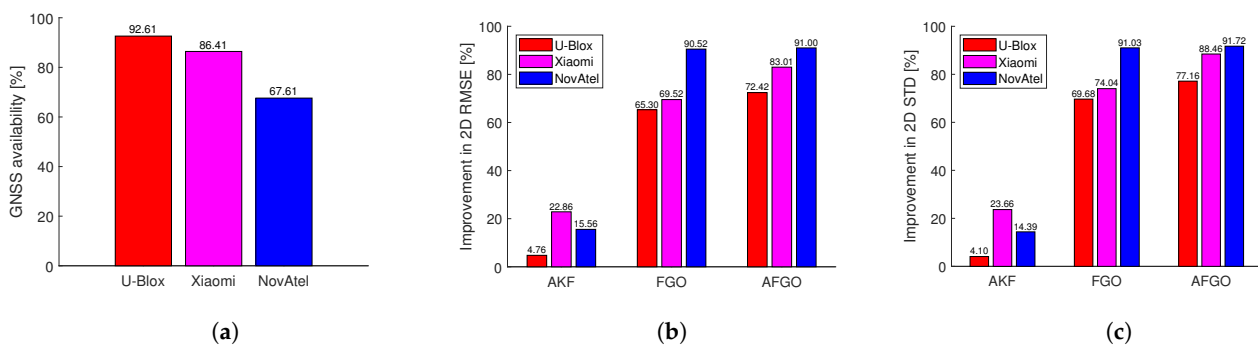 GNSS availability [%]
100
80
60
40
20
0
92.61
86.41
67.61
U-Blox
Xiaomi
NovAtel
(a)
Improvement in 2D RMSE [%]
100
80
60
40
20
0
U-Blox
Xiaomi
NovAtel
4.76
22.86
15.56
65.30
69.52
90.52
72.42
83.01
91.00
AKF
FGO
AFGO
(b)
Improvement in 2D STD [%]
100
80
60
40
20
0
U-Blox
Xiaomi
NovAtel
4.10
23.66
14.39
69.68
74.04
91.03
77.16
88.46
91.72
AKF
FGO
AFGO
(c)